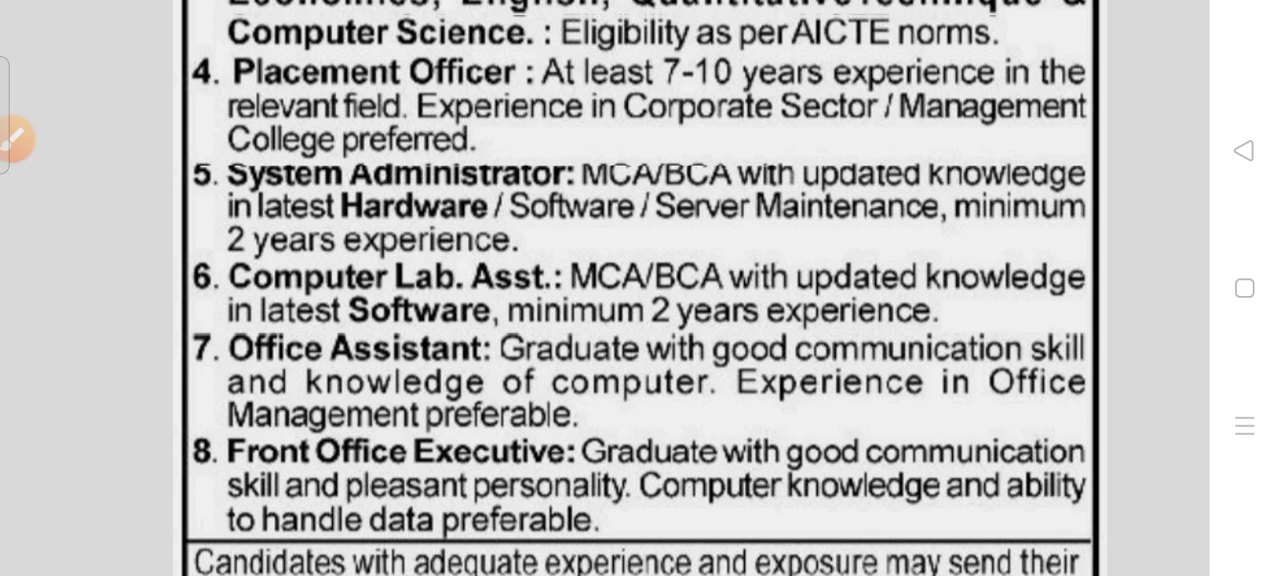 Economics, English, Quantitative Technique &
Computer Science. : Eligibility as per AICTE norms.
4. Placement Officer : At least 7-10 years experience in the
relevant field. Experience in Corporate Sector / Management
College preferred.
5. System Administrator: MCA/BCA with updated knowledge
in latest Hardware / Software / Server Maintenance, minimum
2 years experience.
6. Computer Lab. Asst.: MCA/BCA with updated knowledge
in latest Software, minimum 2 years experience.
7. Office Assistant: Graduate with good communication skill
and knowledge of computer. Experience in Office
Management preferable.
8. Front Office Executive: Graduate with good communication
skill and pleasant personality. Computer knowledge and ability
to handle data preferable.
Candidates with adequate experience and exposure may send their